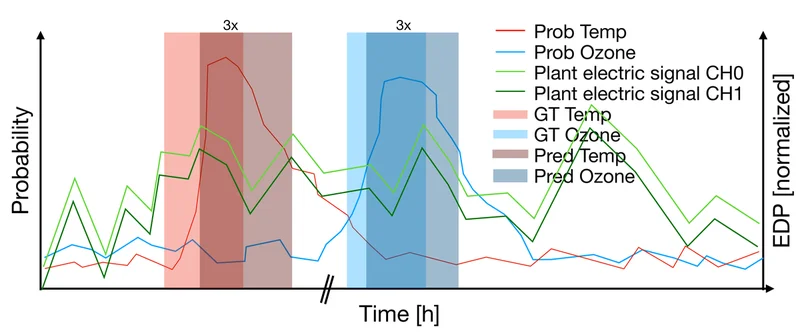 3x
3x
Prob Temp
Prob Ozone
Plant electric signal CH0
Plant electric signal CH1
GT Temp
GT Ozone
Pred Temp
Pred Ozone
Probability
EDP [normalized]
Time [h]